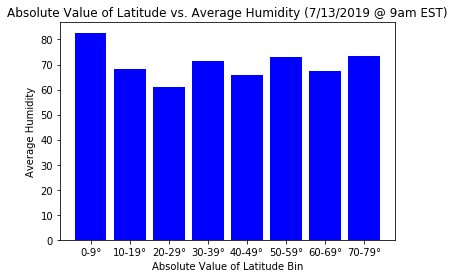 Absolute Value of Latitude vs. Average Humidity (7/13/2019 @ 9am EST)
Average Humidity
80
70
60
50
40
30
20
10
0
0-9° 10-19° 20-29° 30-39° 40-49° 50-59° 60-69° 70-79°
Absolute Value of Latitude Bin